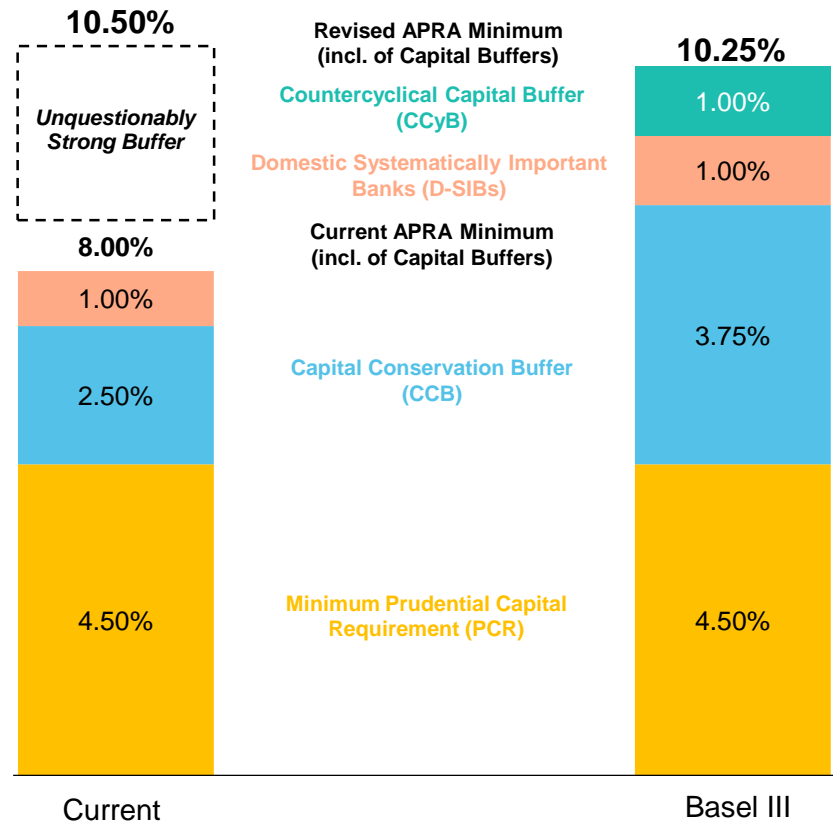 10.50%
Unquestionably
Strong Buffer
8.00%
1.00%
2.50%
4.50%
Current
Revised APRA Minimum
(incl. of Capital Buffers)
Countercyclical Capital Buffer
(CCyB)
Domestic Systematically Important
Banks (D-SIBs)
Current APRA Minimum
(incl. of Capital Buffers)
Capital Conservation Buffer
(CCB)
Minimum Prudential Capital
Requirement (PCR)
10.25%
1.00%
1.00%
3.75%
4.50%
Basel III